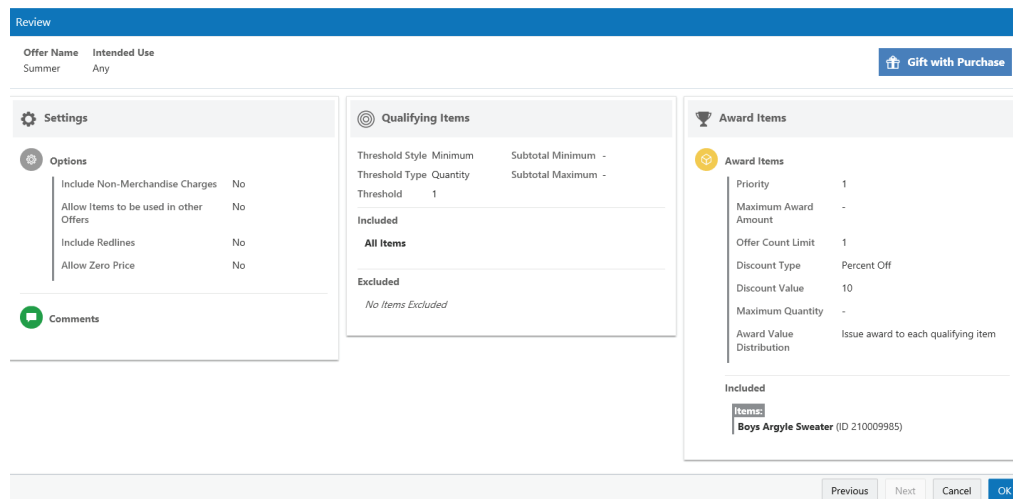 Review
Offer Name Intended Use
Summer Any
Gift with Purchase
Settings
Options
Include Non-Merchandise Charges No
Allow Items to be used in other No
Offers
Include Redlines No
Allow Zero Price No
Comments
Qualifying Items
Threshold Style Minimum Subtotal Minimum -
Threshold Type Quantity Subtotal Maximum -
Threshold 1
Included
All Items
Excluded
No Items Excluded
Award Items
Award Items
Priority 1
Maximum Award -
Amount
Offer Count Limit 1
Discount Type Percent Off
Discount Value 10
Maximum Quantity -
Award Value Issue award to each qualifying item
Distribution
Included
Items:
Boys Argyle Sweater (ID 210009985)
Previous Next Cancel OK